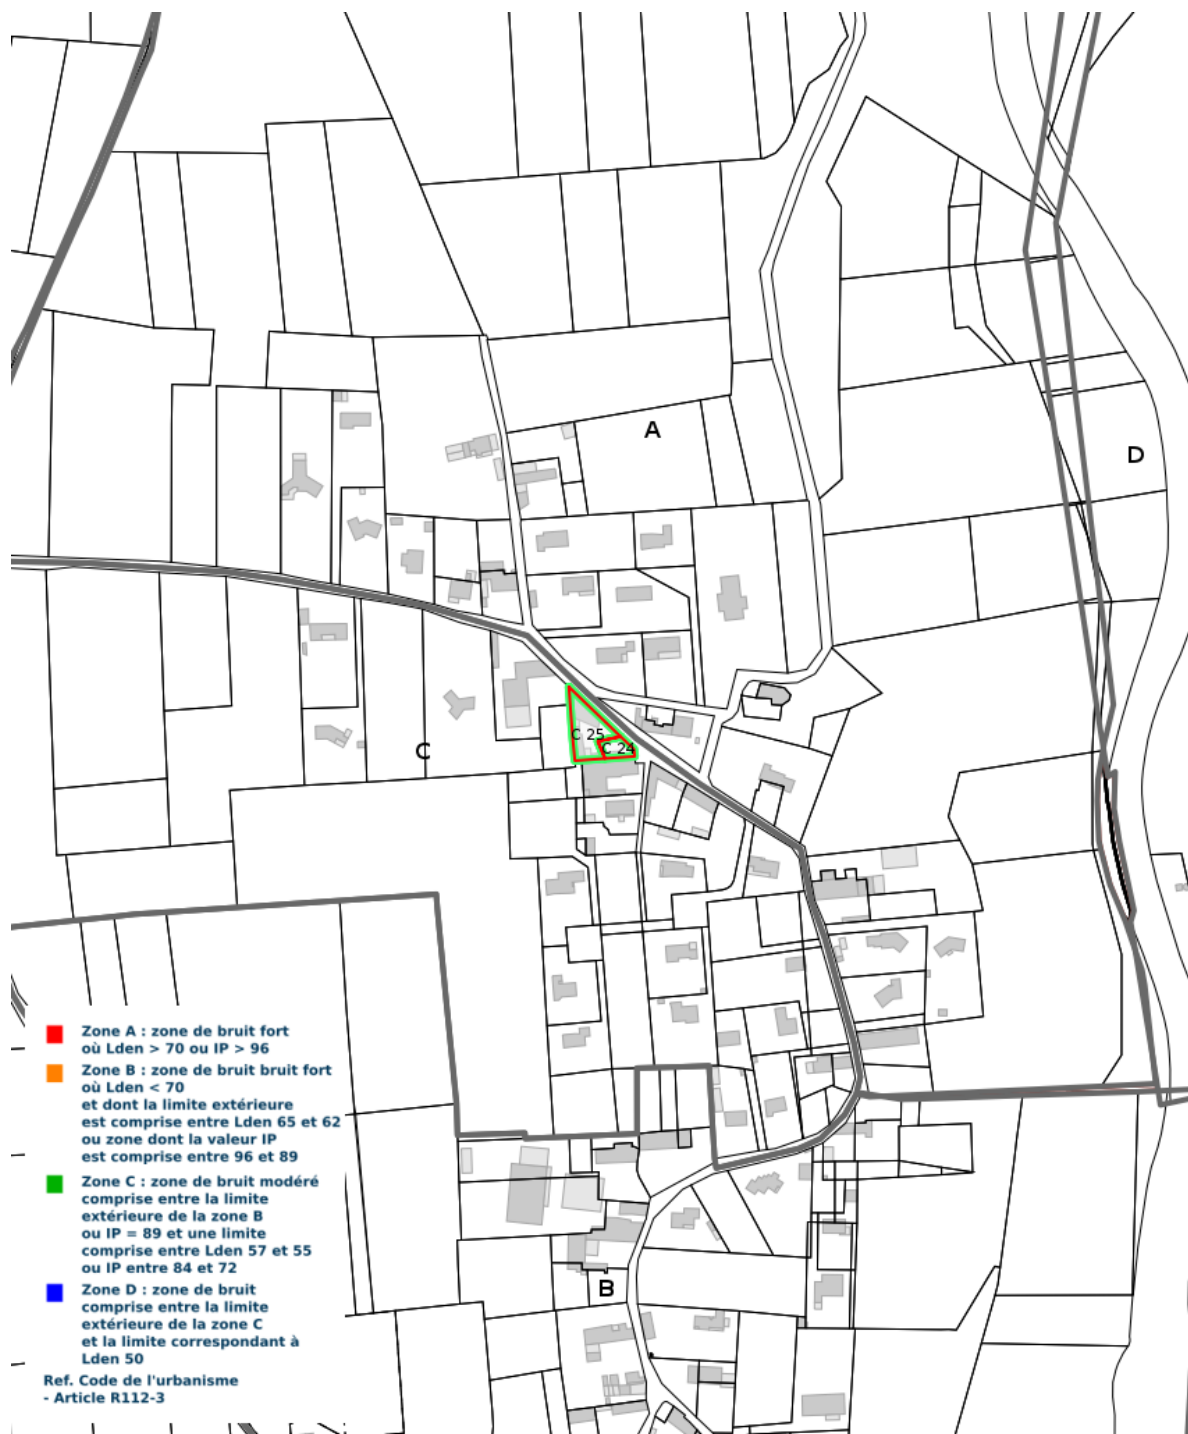 A
D
C 25
C 24
C
B
Zone A : zone de bruit fort
où Lden > 70 ou IP > 96
Zone B : zone de bruit bruit fort
où Lden < 70
et dont la limite extérieure
est comprise entre Lden 65 et 62
ou zone dont la valeur IP
est comprise entre 96 et 89
Zone C : zone de bruit modéré
comprise entre la limite
extérieure de la zone B
ou IP = 89 et une limite
comprise entre Lden 57 et 55
ou IP entre 84 et 72
Zone D : zone de bruit
comprise entre la limite
extérieure de la zone C
et la limite correspondant à
Lden 50
Ref. Code de l'urbanisme
- Article R112-3